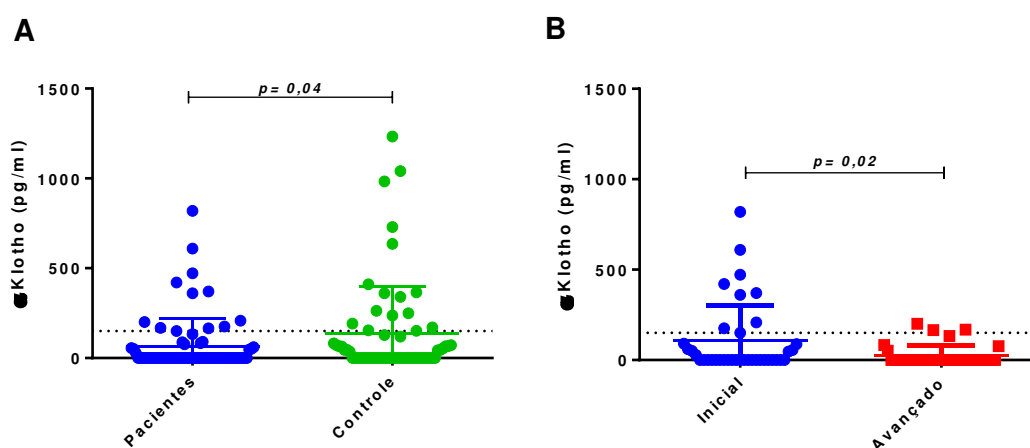 A
αKlotho (pg/ml)
1500
1000
500
0
p= 0,04
Pacientes
Controle
B
αKlotho (pg/ml)
1500
1000
500
0
p= 0,02
Inicial
Avançado